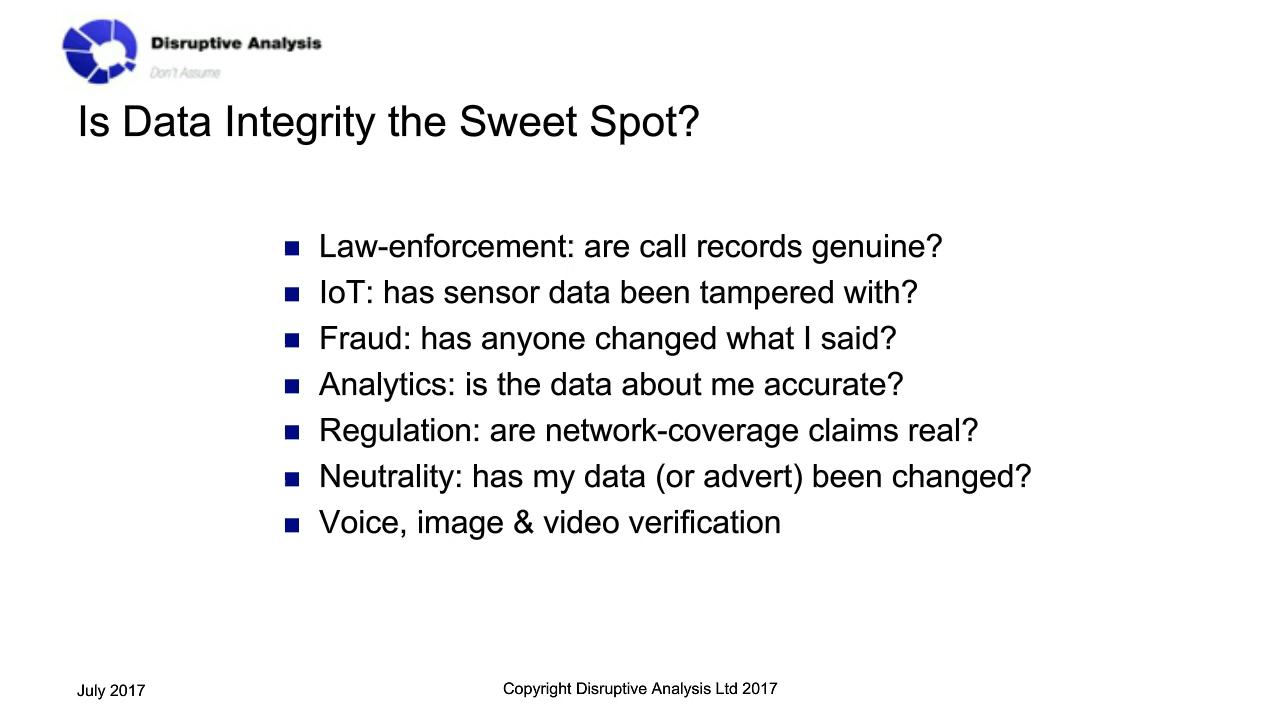 Disruptive Analysis
Don't Assume
Is Data Integrity the Sweet Spot?
Law-enforcement: are call records genuine?
IoT: has sensor data been tampered with?
Fraud: has anyone changed what I said?
Analytics: is the data about me accurate?
Regulation: are network-coverage claims real?
Neutrality: has my data (or advert) been changed?
Voice, image & video verification
July 2017
Copyright Disruptive Analysis Ltd 2017